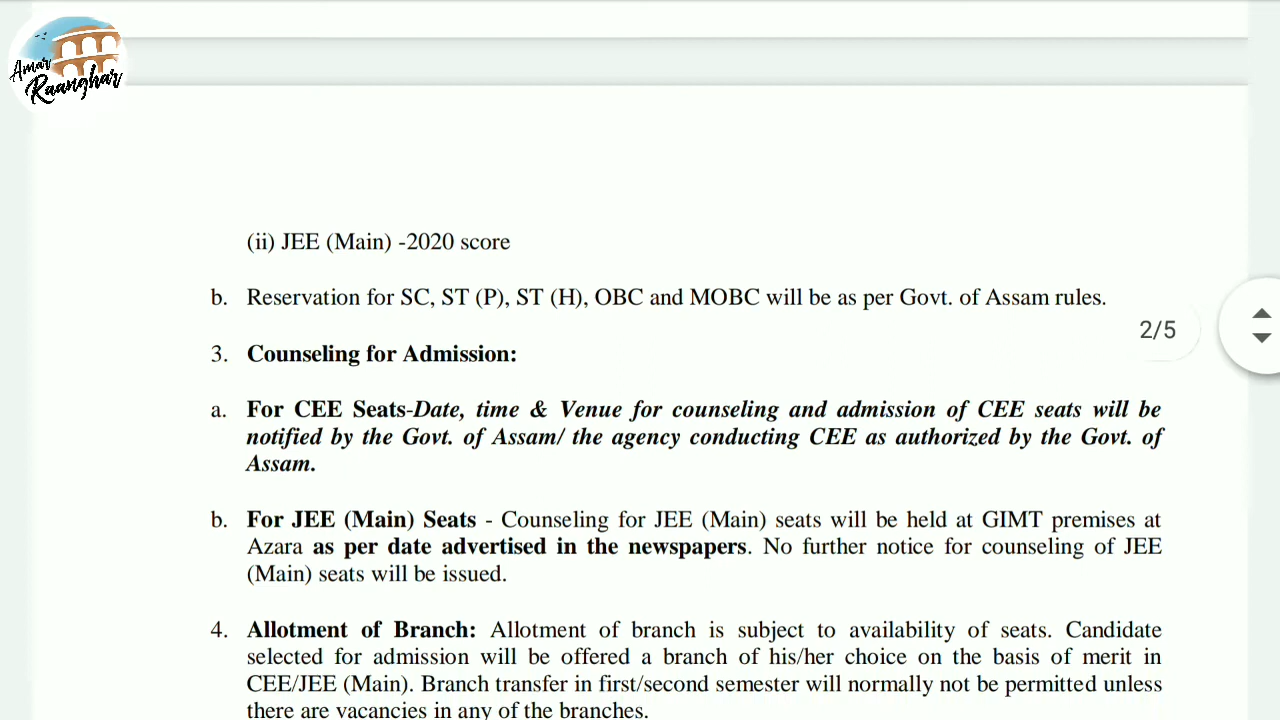 Amar
Raanghar
(ii) JEE (Main) -2020 score
b. Reservation for SC, ST (P), ST (H), OBC and MOBC will be as per Govt. of Assam rules.
2/5
3. Counseling for Admission:
a. For CEE Seats-Date, time & Venue for counseling and admission of CEE seats will be
notified by the Govt. of Assam/ the agency conducting CEE as authorized by the Govt. of
Assam.
b. For JEE (Main) Seats - Counseling for JEE (Main) seats will be held at GIMT premises at
Azara as per date advertised in the newspapers. No further notice for counseling of JEE
(Main) seats will be issued.
4. Allotment of Branch: Allotment of branch is subject to availability of seats. Candidate
selected for admission will be offered a branch of his/her choice on the basis of merit in
CEE/JEE (Main). Branch transfer in first/second semester will normally not be permitted unless
there are vacancies in any of the branches.